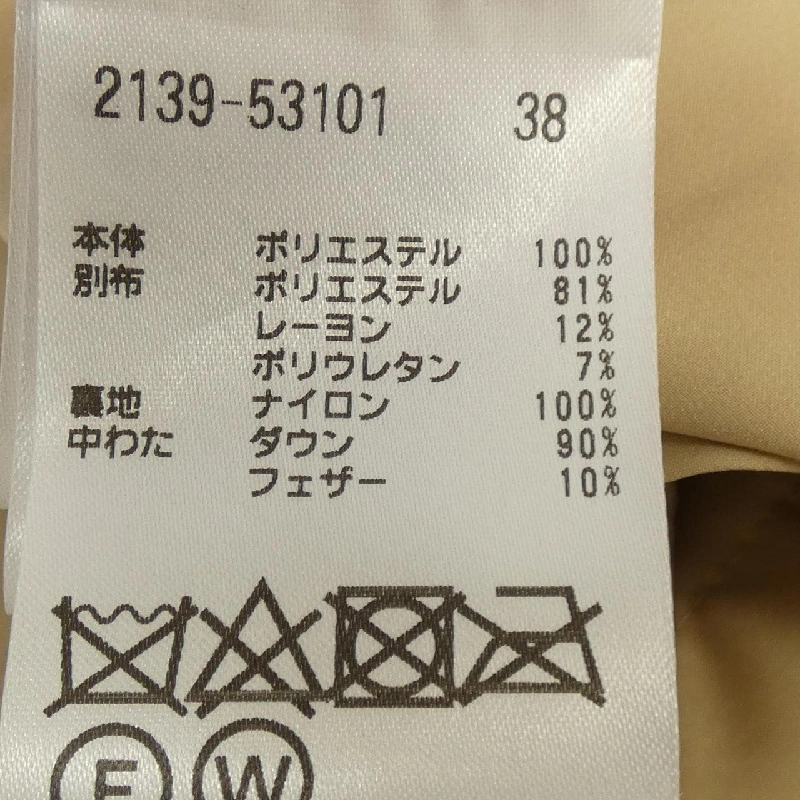 2139-53101 38
本体 ポリエステル 100%
別布 ポリエステル 81%
レーヨン 12%
ポリウレタン 7%
裏地 ナイロン 100%
中わた ダウン 90%
フェザー 10%
F W